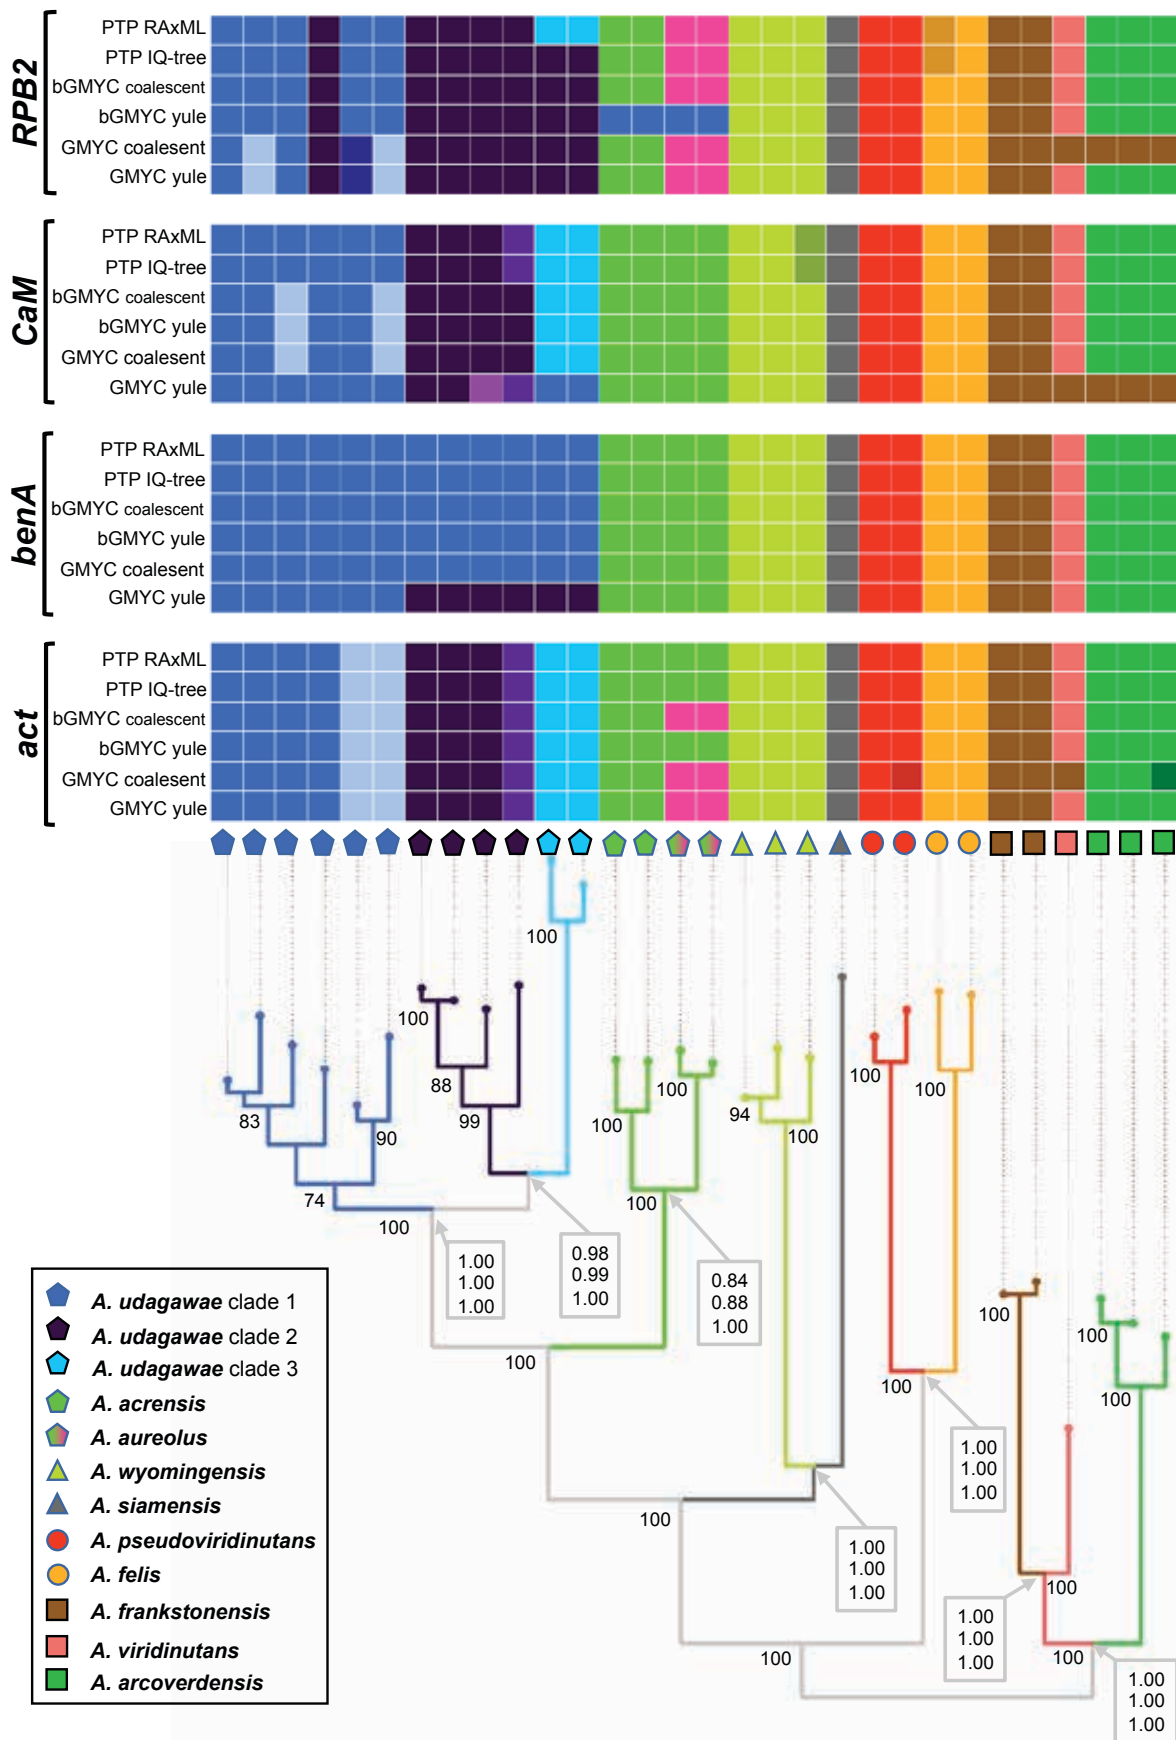 RPB2
PTP RAxML
PTP IQ-tree
bGMYC coalescent
bGMYC yule
GMYC coalesent
GMYC yule
CaM
PTP RAxML
PTP IQ-tree
bGMYC coalescent
bGMYC yule
GMYC coalesent
GMYC yule
benA
PTP RAxML
PTP IQ-tree
bGMYC coalescent
bGMYC yule
GMYC coalesent
GMYC yule
act
PTP RAxML
PTP IQ-tree
bGMYC coalescent
bGMYC yule
GMYC coalesent
GMYC yule
100
100
88
83
99
90
74
100
100
100
100
94
100
100
100
100
100
100
100
100
100
100
100
100
1.00
1.00
1.00
0.98
0.99
1.00
0.84
0.88
1.00
1.00
1.00
1.00
1.00
1.00
1.00
1.00
1.00
1.00
1.00
1.00
1.00
A. udagawae clade 1
A. udagawae clade 2
A. udagawae clade 3
A. acrensis
A. aureolus
A. wyomingensis
A. siamensis
A. pseudoviridinutans
A. felis
A. frankstonensis
A. viridinutans
A. arcoverdensis